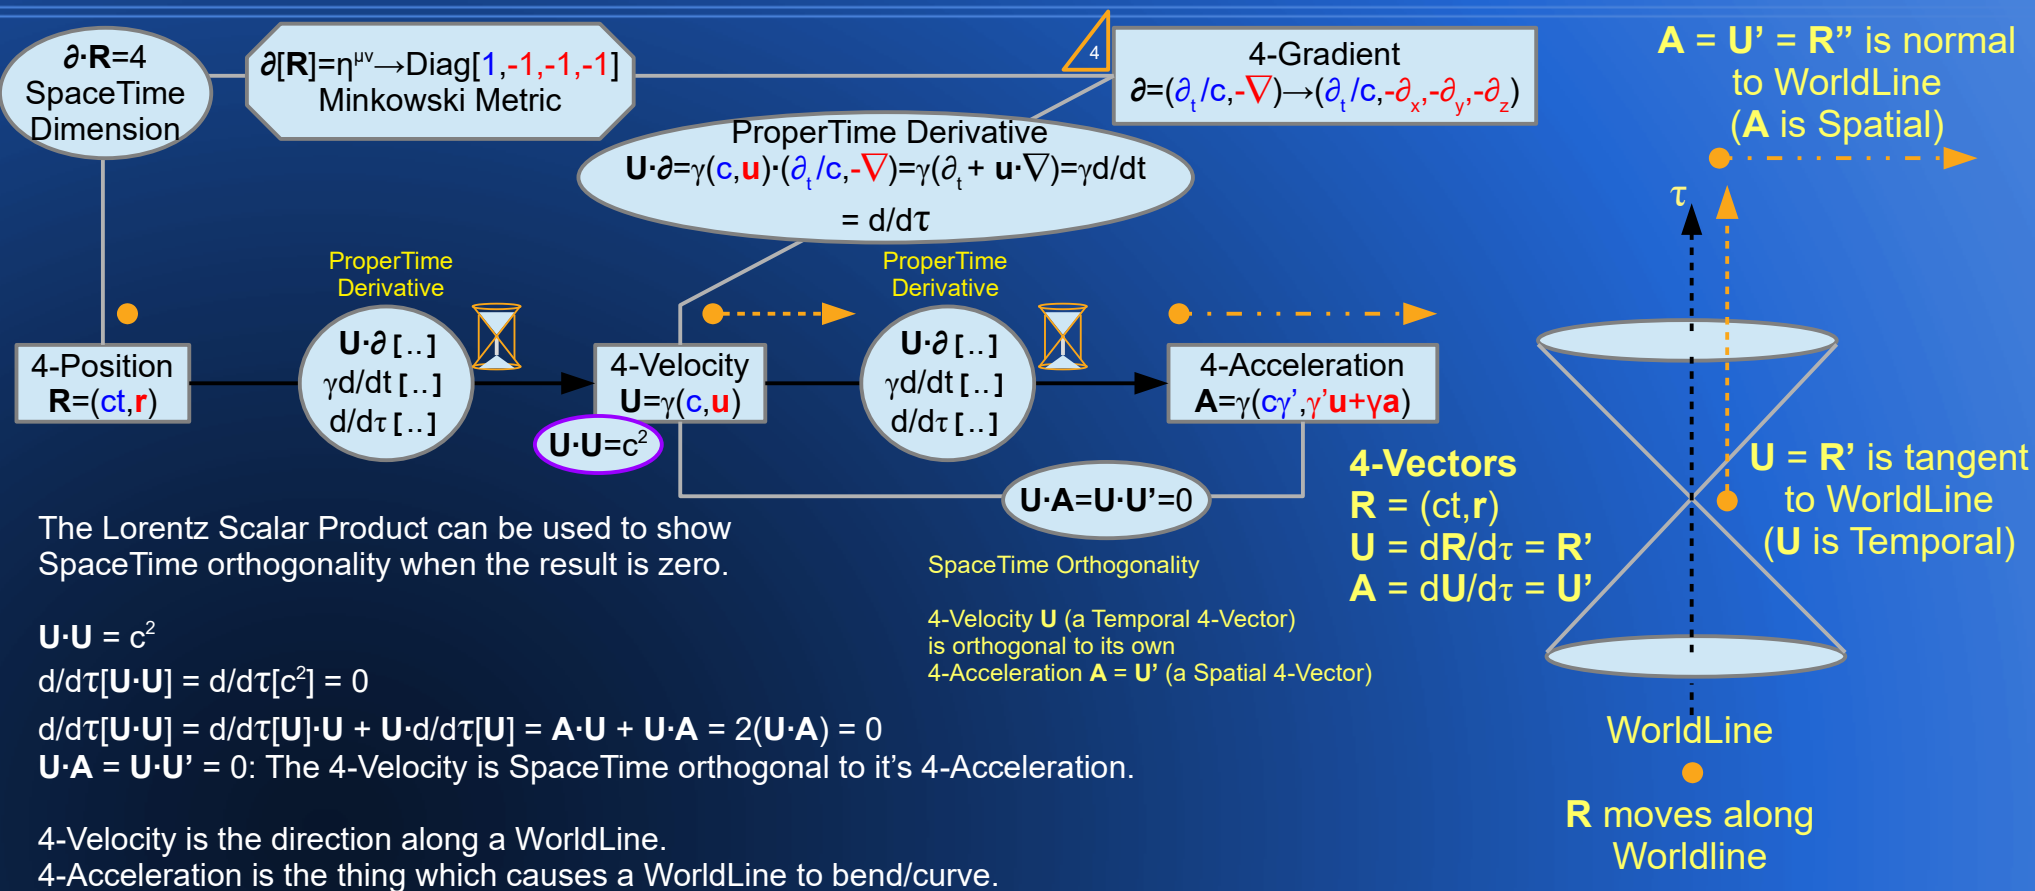 ∂·R=4
SpaceTime
Dimension
∂[R]=η^μν→Diag[1,-1,-1,-1]
Minkowski Metric
4
4-Gradient
∂=(∂_t/c,-∇)→(∂_t/c,-∂_x,-∂_y,-∂_z)
A = U' = R” is normal
to WorldLine
(A is Spatial)
ProperTime Derivative
U·∂=γ(c,u)·(∂_t/c,-∇)=γ(∂_t + u·∇)=γd/dt
= d/dτ
τ
ProperTime
Derivative
ProperTime
Derivative
4-Position
R=(ct,r)
U·∂ [..]
γd/dt [..]
d/dτ [..]
4-Velocity
U=γ(c,u)
U·U=c²
U·∂ [..]
γd/dt [..]
d/dτ [..]
4-Acceleration
A=γ(cγ’,γ’u+γa)
U·A=U·U’=0
4-Vectors
R = (ct,r)
U = dR/dτ = R’
A = dU/dτ = U’
U = R’ is tangent
to WorldLine
(U is Temporal)
The Lorentz Scalar Product can be used to show
SpaceTime orthogonality when the result is zero.
U·U = c²
d/dτ[U·U] = d/dτ[c²] = 0
d/dτ[U·U] = d/dτ[U]·U + U·d/dτ[U] = A·U + U·A = 2(U·A) = 0
U·A = U·U’ = 0: The 4-Velocity is SpaceTime orthogonal to it’s 4-Acceleration.
4-Velocity is the direction along a WorldLine.
4-Acceleration is the thing which causes a WorldLine to bend/curve.
SpaceTime Orthogonality
4-Velocity U (a Temporal 4-Vector)
is orthogonal to its own
4-Acceleration A = U’ (a Spatial 4-Vector)
WorldLine
R moves along
Worldline